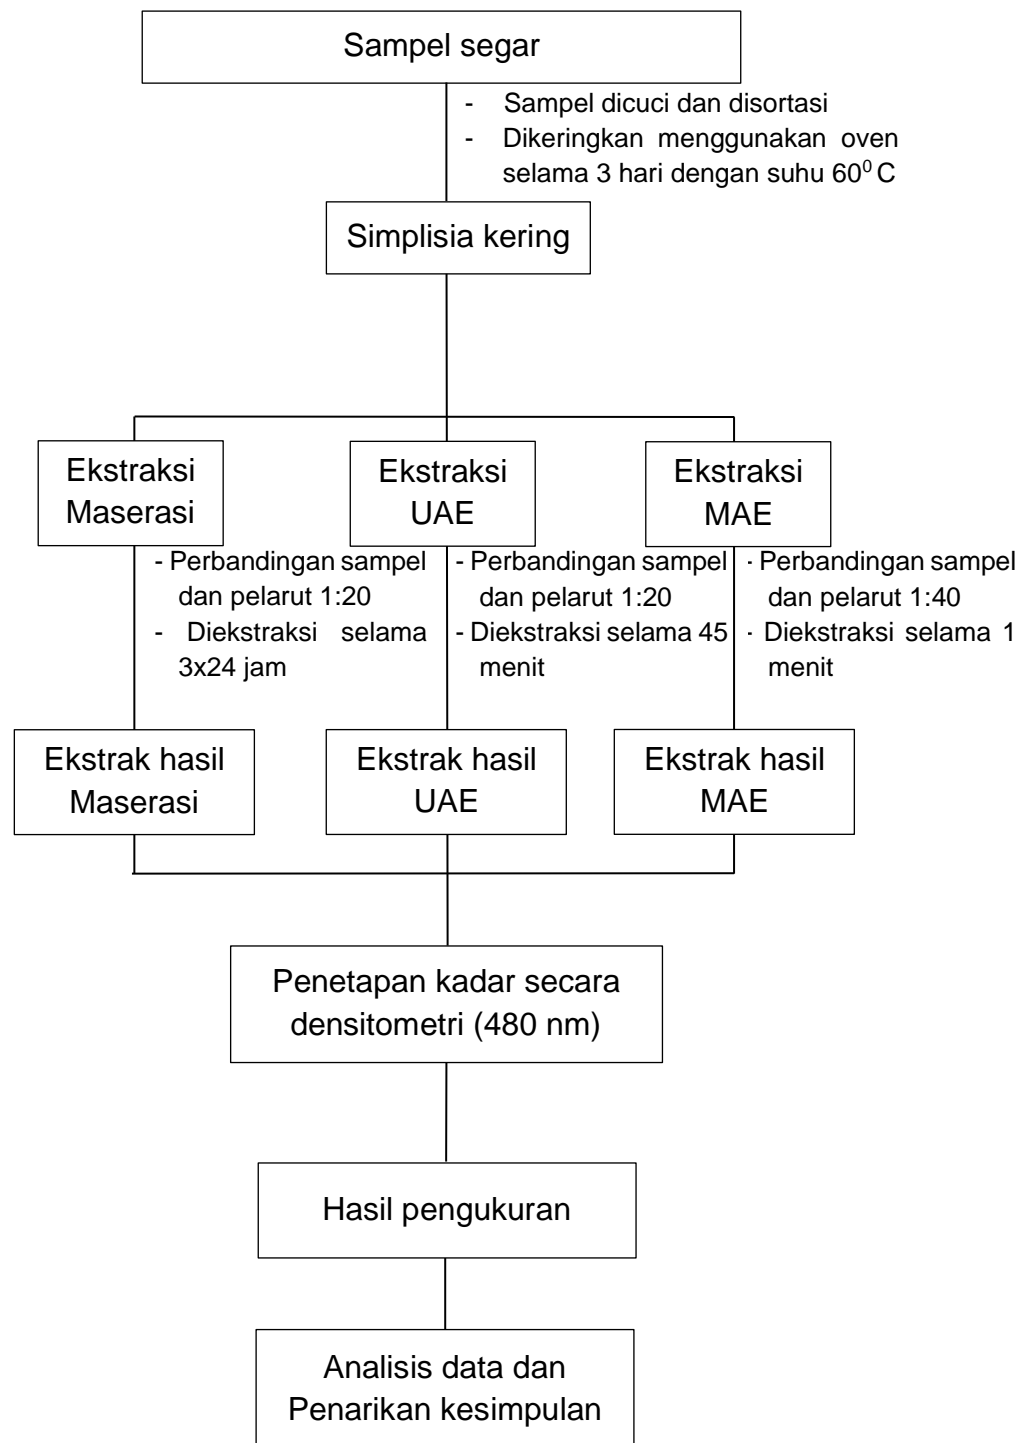 Sampel segar
- Sampel dicuci dan disortasi
- Dikeringkan menggunakan oven
selama 3 hari dengan suhu 60⁰ C
Simplisia kering
Ekstraksi
Maserasi
Ekstraksi
UAE
Ekstraksi
MAE
- Perbandingan sampel
dan pelarut 1:20
- Diekstraksi selama
3x24 jam
- Perbandingan sampel
dan pelarut 1:20
- Diekstraksi selama 45
menit
- Perbandingan sampel
dan pelarut 1:40
- Diekstraksi selama 1
menit
Ekstrak hasil
Maserasi
Ekstrak hasil
UAE
Ekstrak hasil
MAE
Penetapan kadar secara
densitometri (480 nm)
Hasil pengukuran
Analisis data dan
Penarikan kesimpulan